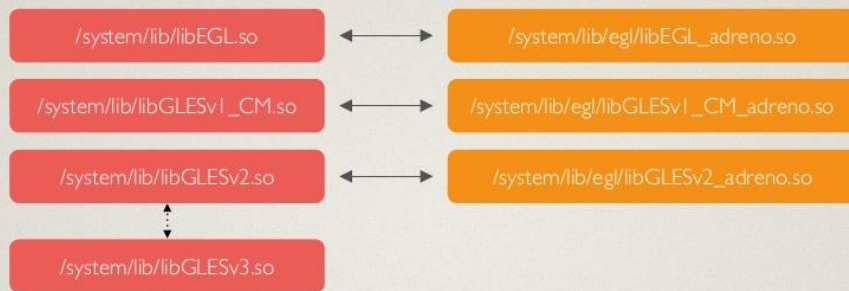 /system/lib/libEGL.so
/system/lib/egl/libEGL_adreno.so
/system/lib/libGLESv1_CM.so
/system/lib/egl/libGLESv1_CM_adreno.so
/system/lib/libGLESv2.so
/system/lib/egl/libGLESv2_adreno.so
/system/lib/libGLESv3.so